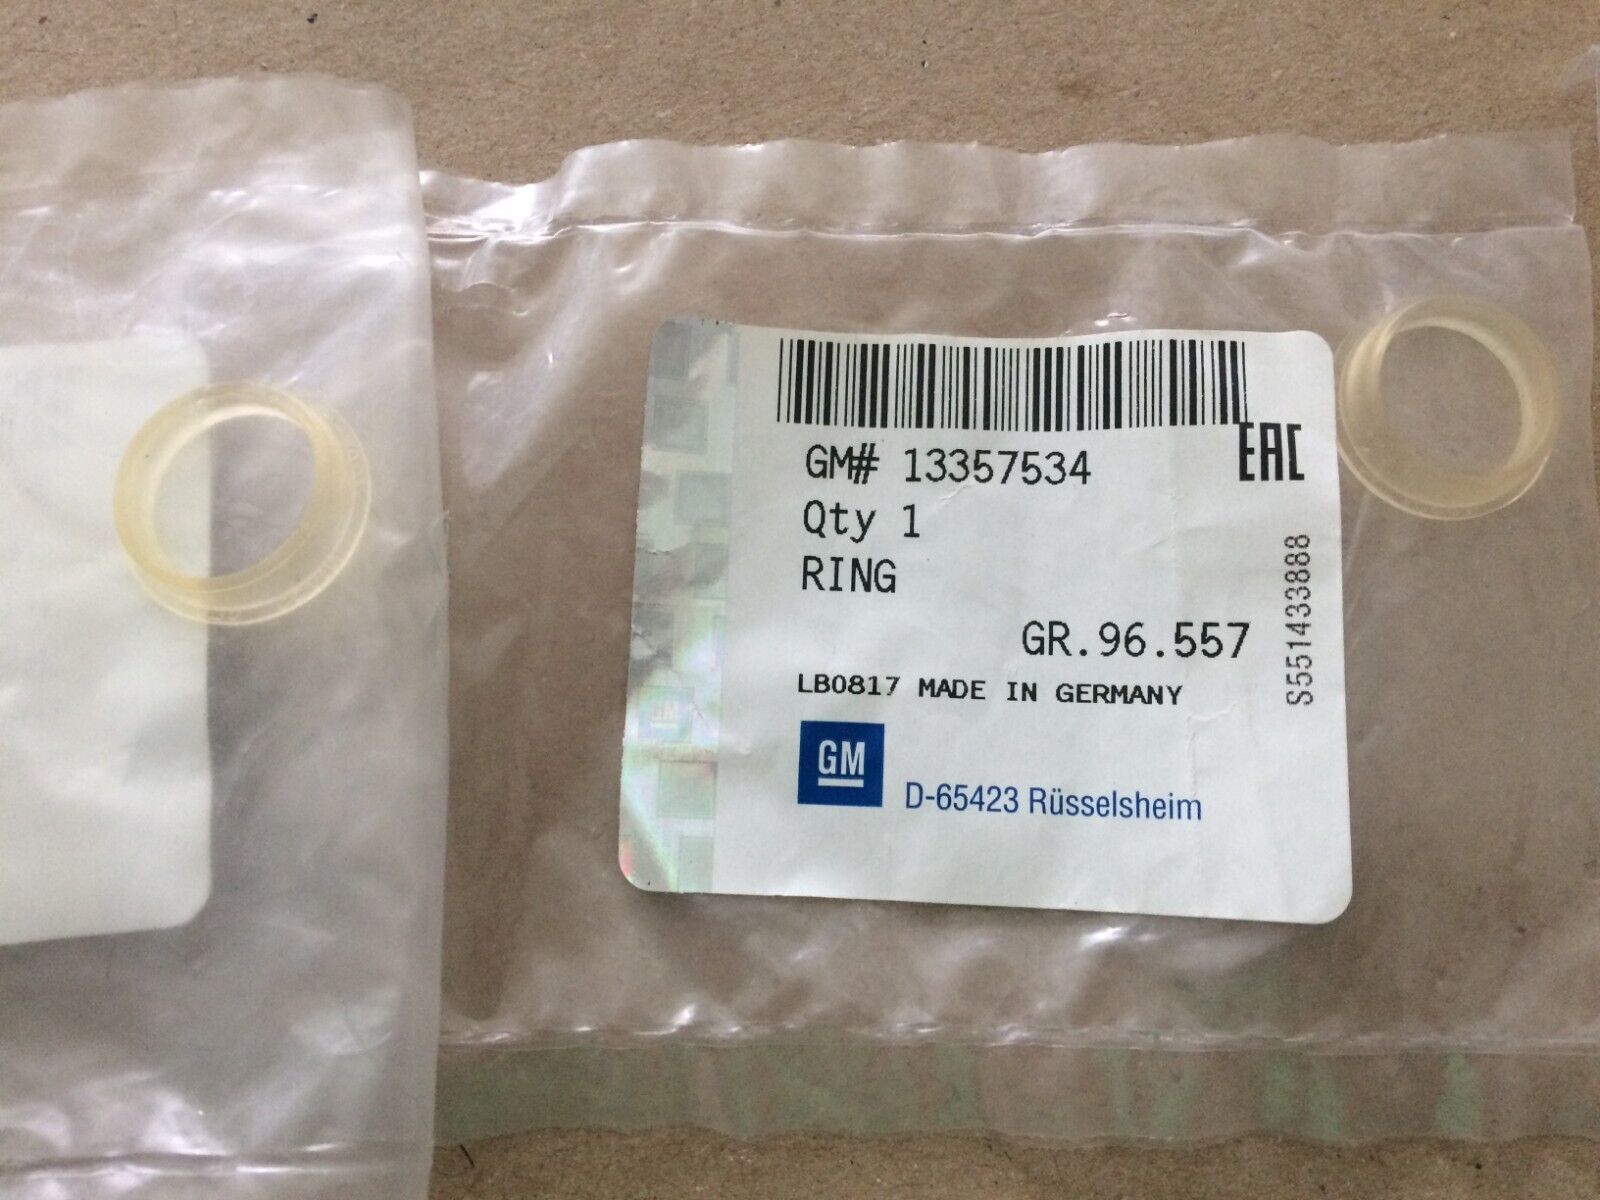 GM# 13357534
EAC
Qty 1
RING
GR.96.557
LB0817 MADE IN GERMANY
S551433888
GM
D-65423 Rüsselsheim